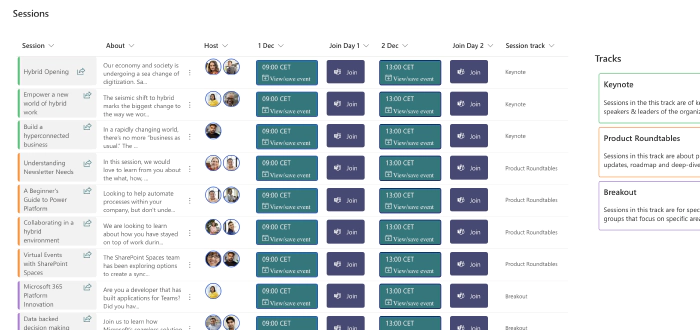 Sessions
Session About Host 1 Dec Join Day 1 2 Dec Join Day 2 Session track
Hybrid Opening
Our economy and society is
undergoing a sea change of
digitization. Sa...
09:00 CET
View/save event
Join
13:00 CET
View/save event
Join
Keynote
Empower a new
world of hybrid
work
The seismic shift to hybrid
marks the biggest change to
the way we wor...
09:00 CET
View/save event
Join
13:00 CET
View/save event
Join
Keynote
Build a
hyperconnected
business
In a rapidly changing world,
there's no more "business as
usual." The ...
09:00 CET
View/save event
Join
13:00 CET
View/save event
Join
Keynote
Understanding
Newsletter Needs
In this session, we would
love to learn from you about
the what, how, ...
09:00 CET
View/save event
Join
13:00 CET
View/save event
Join
Product Roundtables
A Beginner's
Guide to Power
Platform
Looking to help automate
processes within your
company, but don't unde...
09:00 CET
View/save event
Join
13:00 CET
View/save event
Join
Product Roundtables
Collaborating in a
hybrid
environment
We are looking to learn
about how you have stayed
on top of work durin...
09:00 CET
View/save event
Join
13:00 CET
View/save event
Join
Product Roundtables
Virtual Events
with SharePoint
Spaces
The SharePoint Spaces team
has been exploring options
to create a sync...
09:00 CET
View/save event
Join
13:00 CET
View/save event
Join
Product Roundtables
Microsoft 365
Platform
Innovation
Are you a developer that has
built applications for Teams?
Did you hav...
09:00 CET
View/save event
Join
13:00 CET
View/save event
Join
Breakout
Data backed
decision making
Join us to learn how
09:00 CET
View/save event
Join
13:00 CET
View/save event
Join
Breakout
Tracks
Keynote
Sessions in the this track are of
speakers & leaders of the
Product Roundtables
Sessions in this track are about
updates, roadmap and
Breakout
Sessions in this track are for
groups that focus on specific